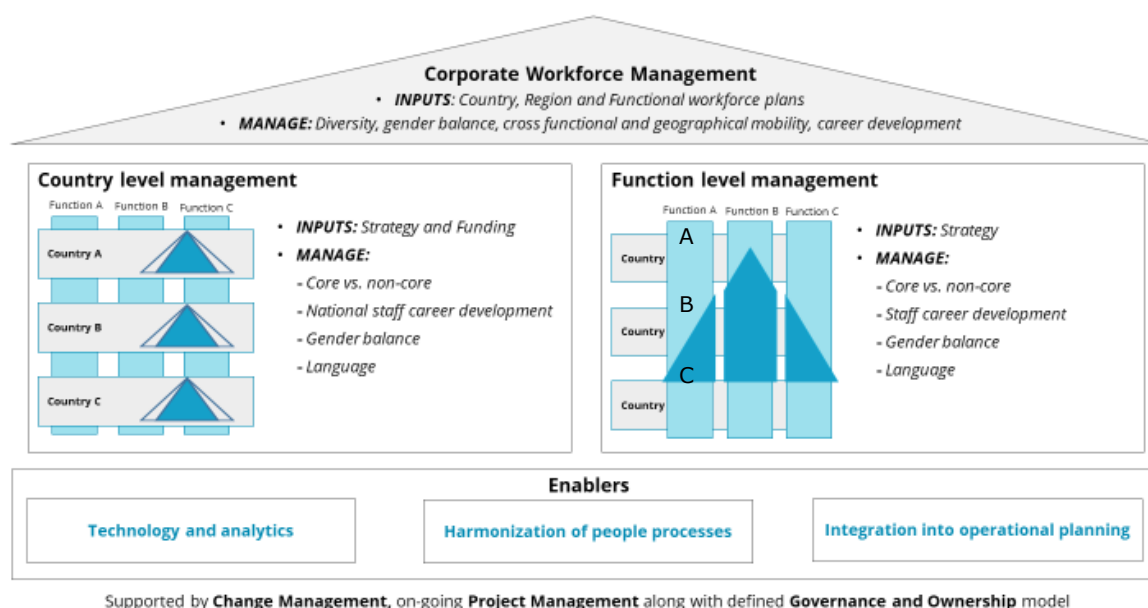 Corporate Workforce Management
• INPUTS: Country, Region and Functional workforce plans
• MANAGE: Diversity, gender balance, cross functional and geographical mobility, career development
Country level management
Function A Function B Function C
Country A
Country B
Country C
• INPUTS: Strategy and Funding
• MANAGE:
- Core vs. non-core
- National staff career development
- Gender balance
- Language
Function level management
Function A Function B Function C
A
Country
B
Country
C
Country
• INPUTS: Strategy
• MANAGE:
- Core vs. non-core
- Staff career development
- Gender balance
- Language
Enablers
Technology and analytics
Harmonization of people processes
Integration into operational planning
Supported by Change Management, on-going Project Management along with defined Governance and Ownership model